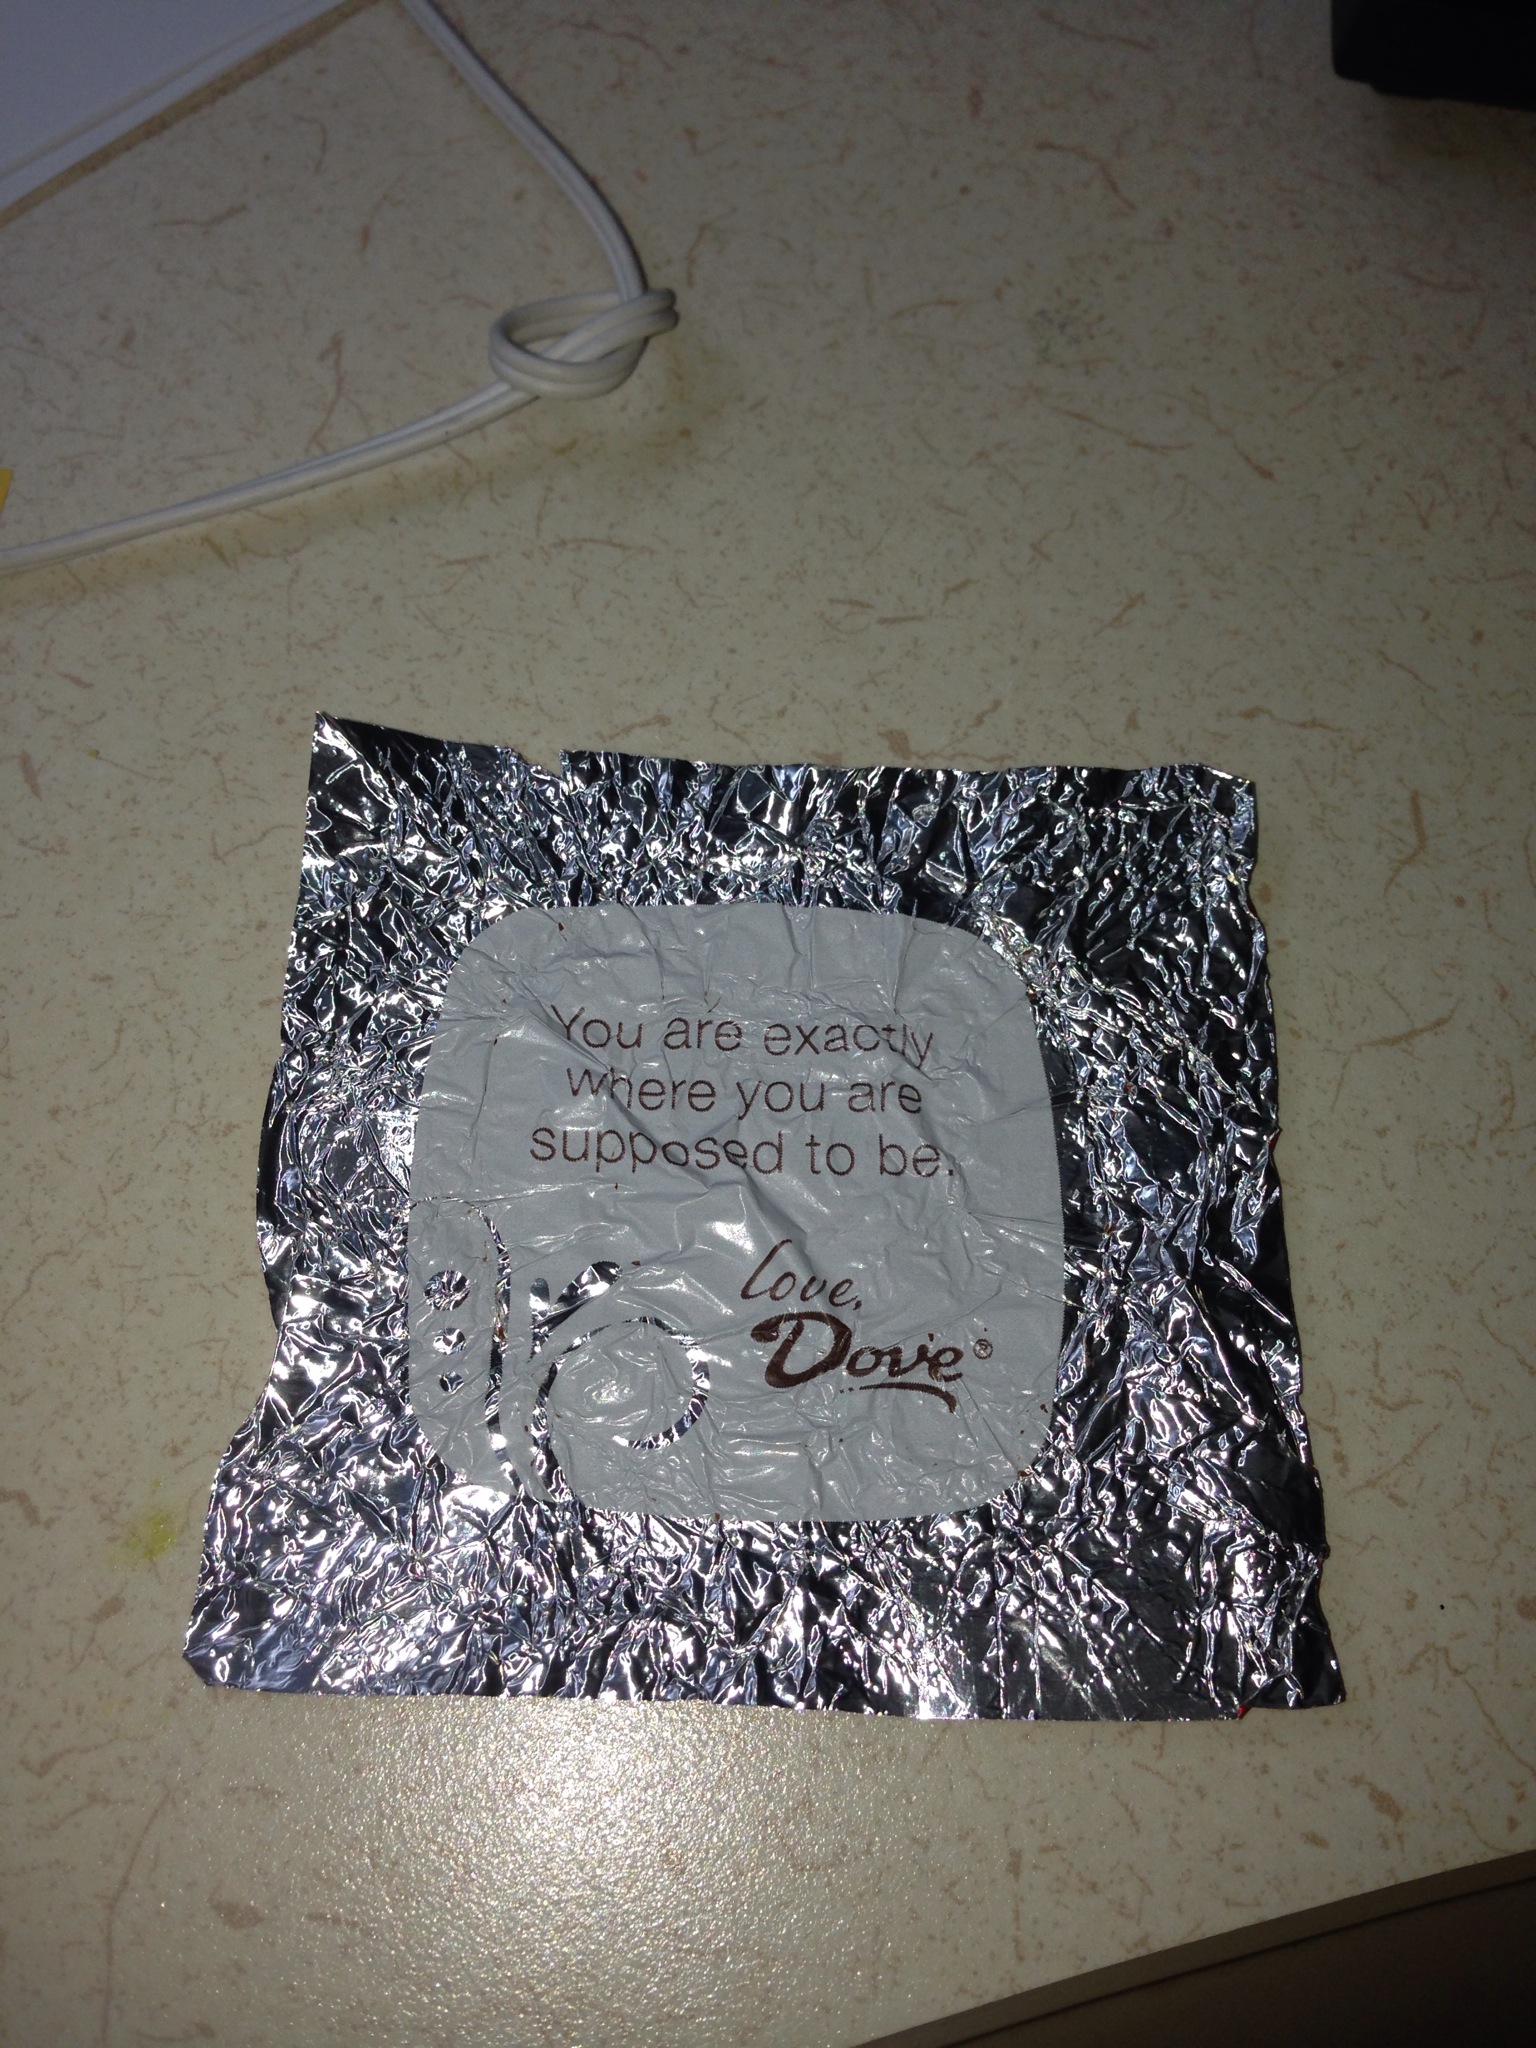 You are exactly
where you are
supposed to be.
Love,
Dove®